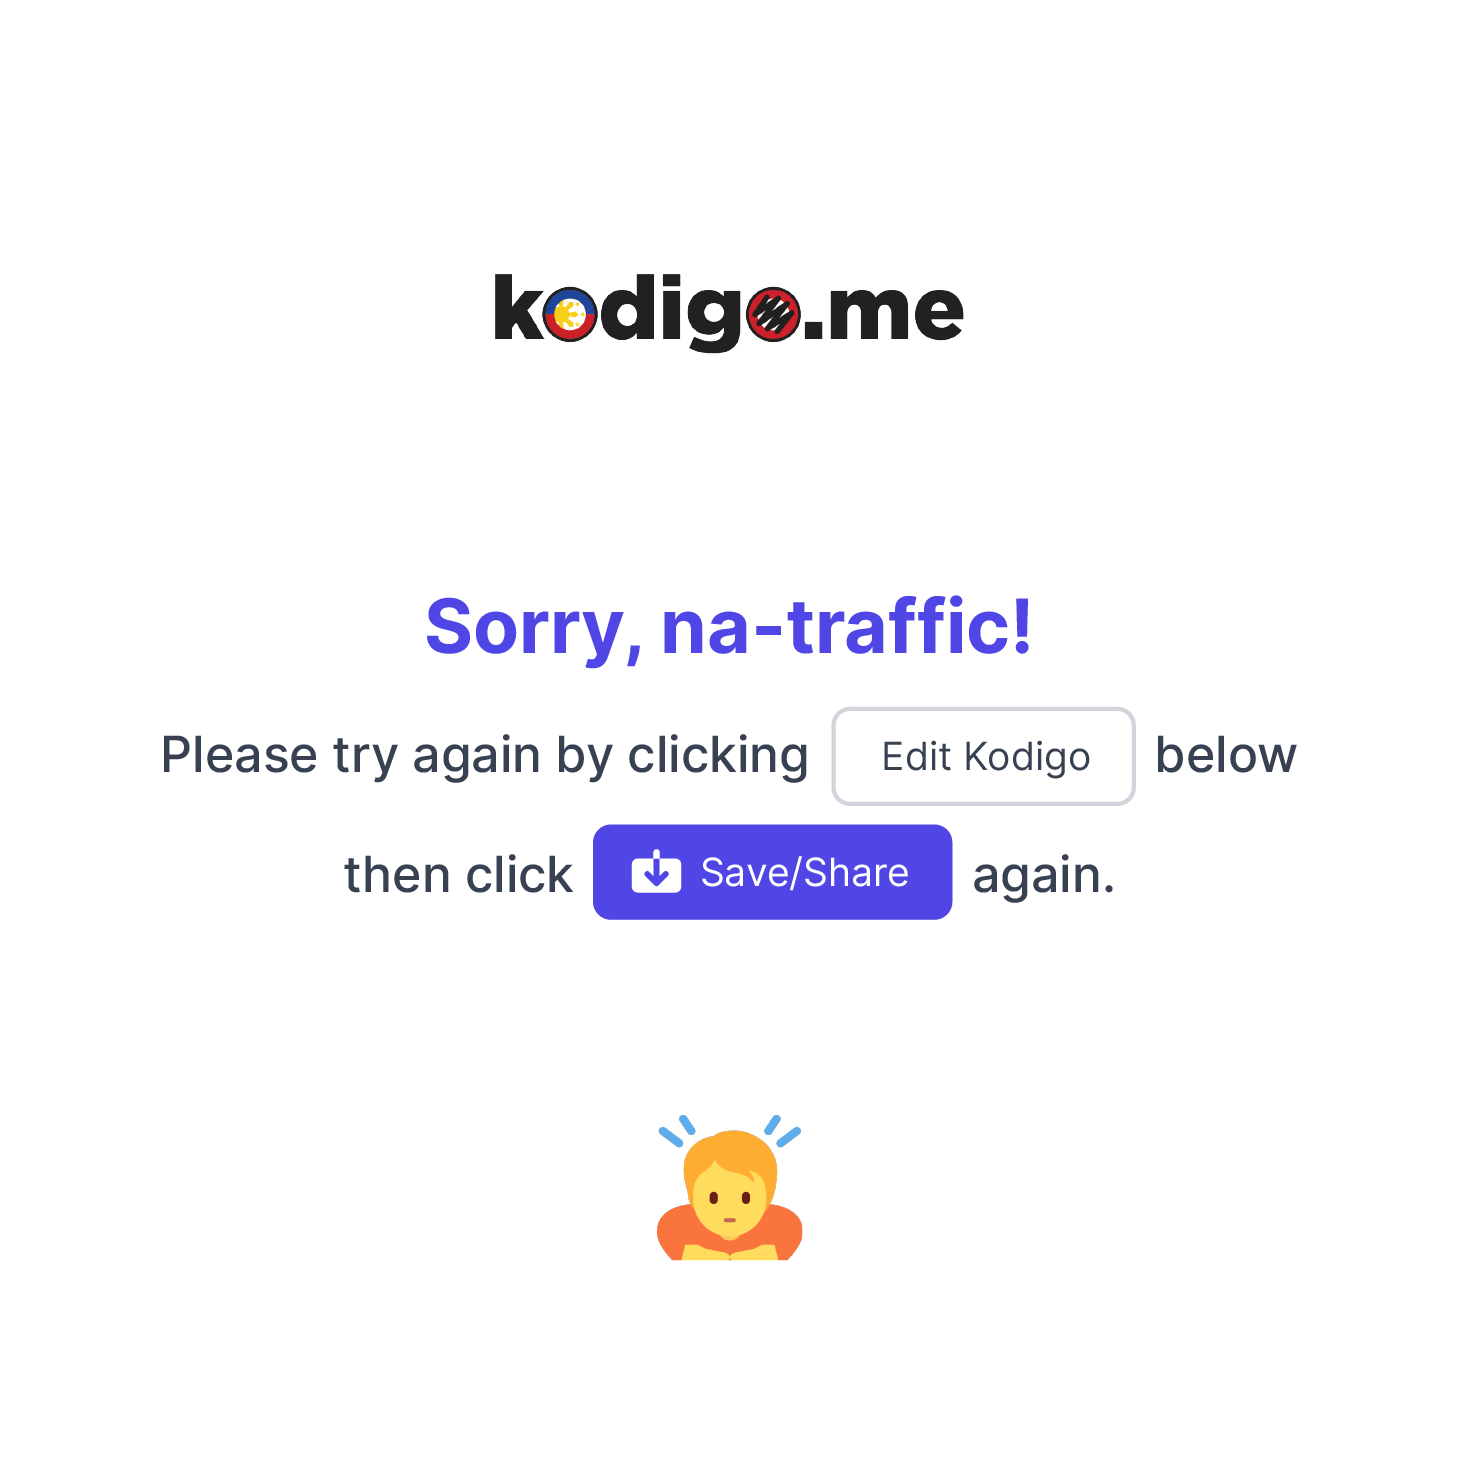 kodigo.me
Sorry, na-traffic!
Please try again by clicking Edit Kodigo below
then click Save/Share again.